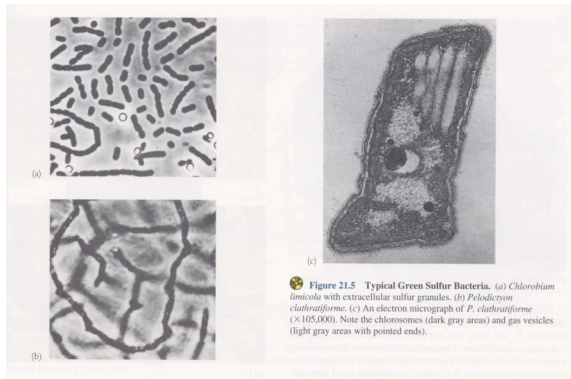 (a)
(b)
(c)
Figure 21.5 Typical Green Sulfur Bacteria. (a) Chlorobium
limicola with extracellular sulfur granules. (b) Pelodictyon
clathratiforme. (c) An electron micrograph of P. clathratiforme
(×105,000). Note the chlorosomes (dark gray areas) and gas vesicles
(light gray areas with pointed ends).